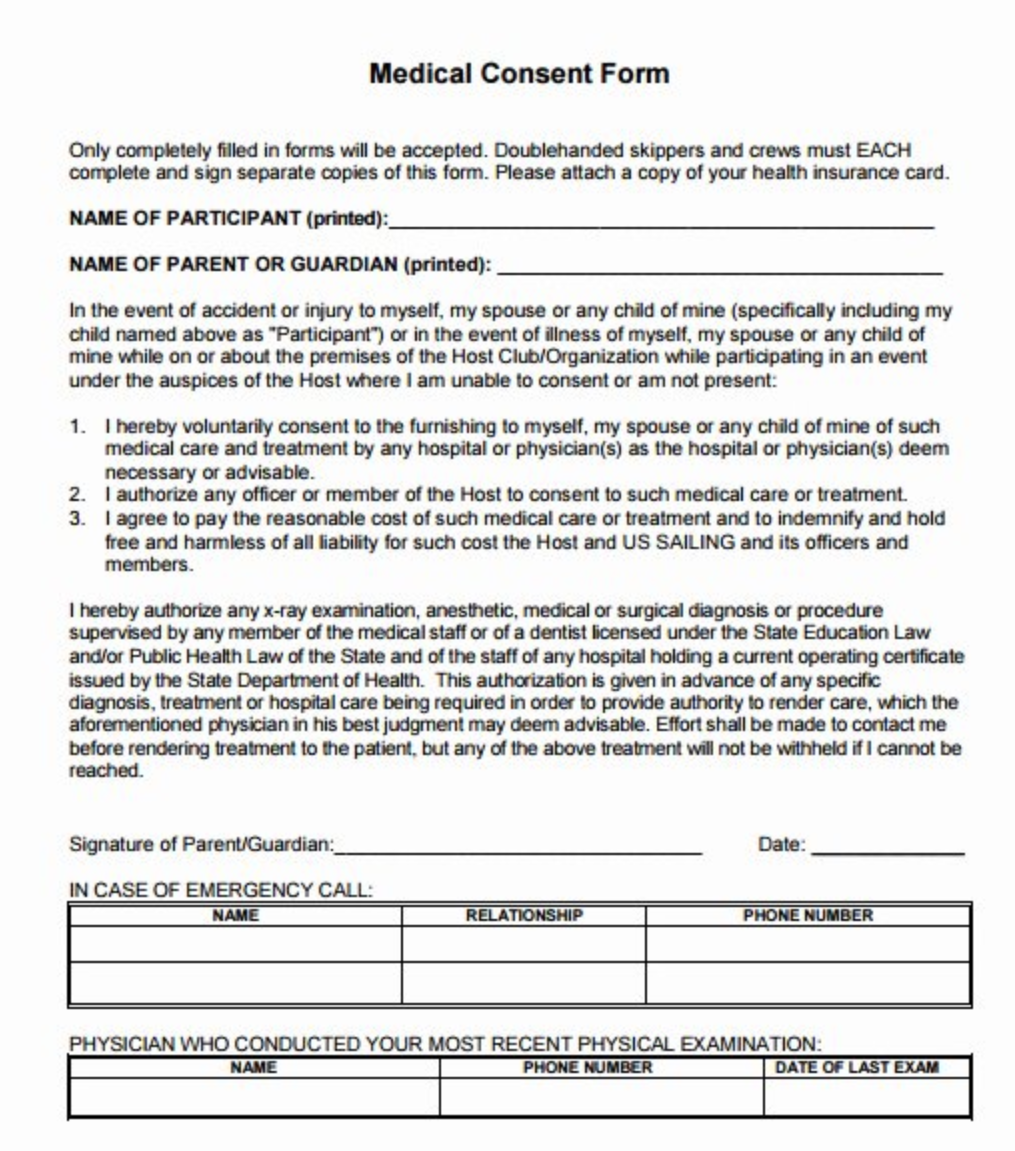 Medical Consent Form
Only completely filled in forms will be accepted. Doublehanded skippers and crews must EACH
complete and sign separate copies of this form. Please attach a copy of your health insurance card.
NAME OF PARTICIPANT (printed):
NAME OF PARENT OR GUARDIAN (printed):
In the event of accident or injury to myself, my spouse or any child of mine (specifically including my
child named above as "Participant") or in the event of illness of myself, my spouse or any child of
mine while on or about the premises of the Host Club/Organization while participating in an event
under the auspices of the Host where I am unable to consent or am not present:
1. I hereby voluntarily consent to the furnishing to myself, my spouse or any child of mine of such
medical care and treatment by any hospital or physician(s) as the hospital or physician(s) deem
necessary or advisable.
2. I authorize any officer or member of the Host to consent to such medical care or treatment.
3. I agree to pay the reasonable cost of such medical care or treatment and to indemnify and hold
free and harmless of all liability for such cost the Host and US SAILING and its officers and
members.
I hereby authorize any x-ray examination, anesthetic, medical or surgical diagnosis or procedure
supervised by any member of the medical staff or of a dentist licensed under the State Education Law
and/or Public Health Law of the State and of the staff of any hospital holding a current operating certificate
issued by the State Department of Health. This authorization is given in advance of any specific
diagnosis, treatment or hospital care being required in order to provide authority to render care, which the
aforementioned physician in his best judgment may deem advisable. Effort shall be made to contact me
before rendering treatment to the patient, but any of the above treatment will not be withheld if I cannot be
reached.
Signature of Parent/Guardian: Date:
IN CASE OF EMERGENCY CALL:
NAME RELATIONSHIP PHONE NUMBER
PHYSICIAN WHO CONDUCTED YOUR MOST RECENT PHYSICAL EXAMINATION:
NAME PHONE NUMBER DATE OF LAST EXAM